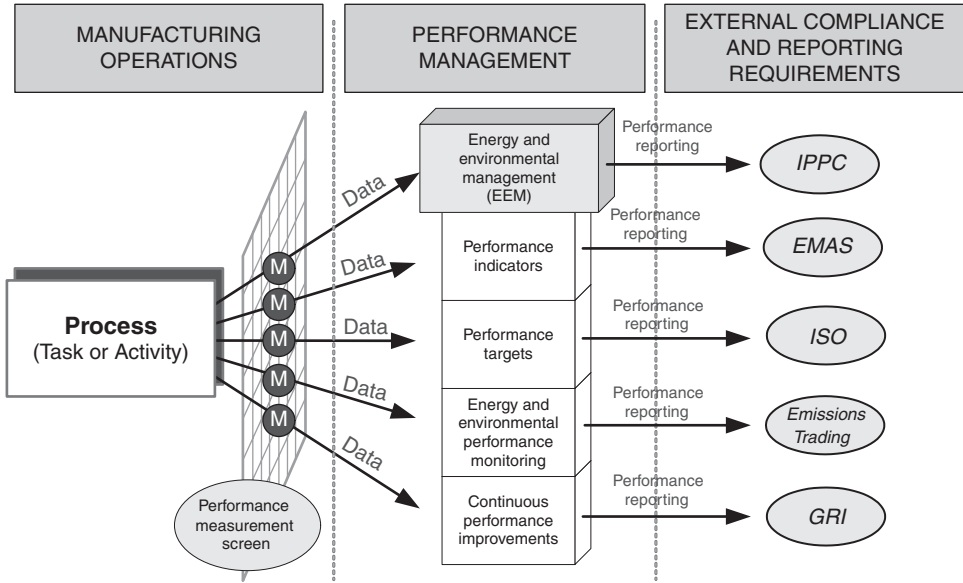 MANUFACTURING
OPERATIONS
PERFORMANCE
MANAGEMENT
EXTERNAL COMPLIANCE
AND REPORTING
REQUIREMENTS
Process
(Task or Activity)
M
M
M
M
M
Performance
measurement
screen
Data
Data
Data
Data
Data
Energy and
environmental
management
(EEM)
Performance
indicators
Performance
targets
Energy and
environmental
performance
monitoring
Continuous
performance
improvements
Performance
reporting
Performance
reporting
Performance
reporting
Performance
reporting
Performance
reporting
IPPC
EMAS
ISO
Emissions
Trading
GRI